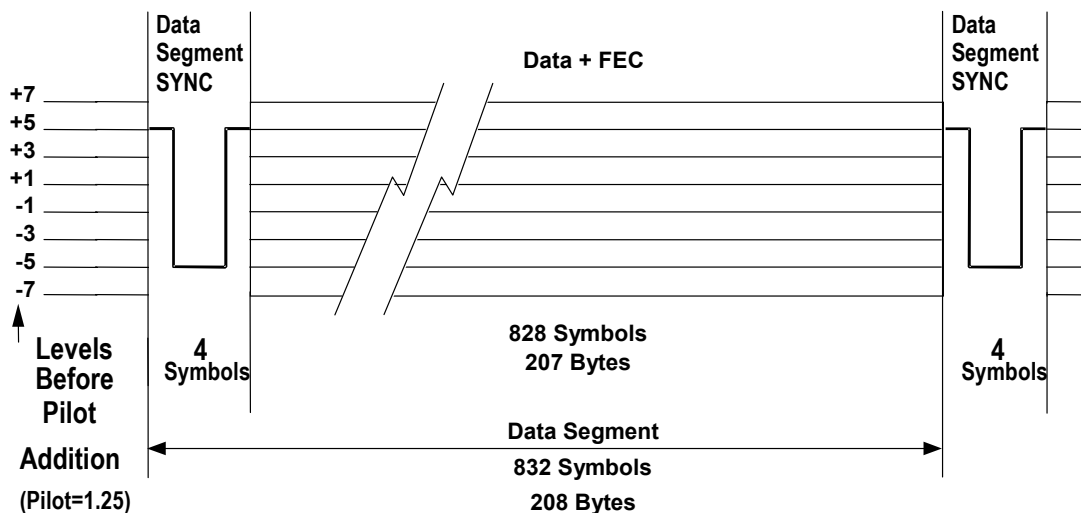 Data
Segment
SYNC
Data + FEC
Data
Segment
SYNC
+7
+5
+3
+1
-1
-3
-5
-7
Levels
Before
Pilot
Addition
(Pilot=1.25)
4
Symbols
828 Symbols
207 Bytes
4
Symbols
Data Segment
832 Symbols
208 Bytes